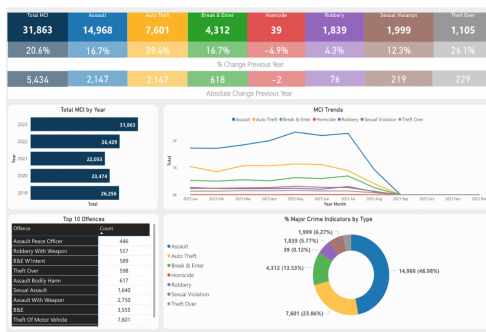 Total MCI Assault Auto Theft Break & Enter Homicide Robbery Sexual Violation Theft Over
31,863 14,968 7,601 4,312 39 1,839 1,999 1,105
20.6% 16.7% 39.4% 16.7% -4.9% 4.3% 12.3% 26.1%
% Change Previous Year
5,434 2,147 2,147 618 -2 76 219 229
Absolute Change Previous Year
Total MCI by Year
2023 31,863
2022 26,429
2021 22,053
2020 23,474
2019 26,256
Year
Total
MCI Trends
Assault Auto Theft Break & Enter Homicide Robbery Sexual Violation Theft Over
2K
1K
0K
Total
2023 Jan 2023 Feb 2023 Mar 2023 Apr 2023 May 2023 Jun 2023 Jul 2023 Aug 2023 Sep 2023 Oct 2023 Nov 2023 Dec
Year Month
Top 10 Offences
Offence Count
Assault Peace Officer 446
Robbery With Weapon 557
B&E W'Intent 589
Theft Over 598
Assault Bodily Harm 617
Sexual Assault 1,640
Assault With Weapon 2,750
B&E 3,555
Theft Of Motor Vehicle 7,601
% Major Crime Indicators by Type
Assault
Auto Theft
Break & Enter
Homicide
Robbery
Sexual Violation
Theft Over
1,999 (6.27%)
1,839 (5.77%)
39 (0.12%)
4,312 (13.53%)
7,601 (23.86%)
14,968 (46.98%)